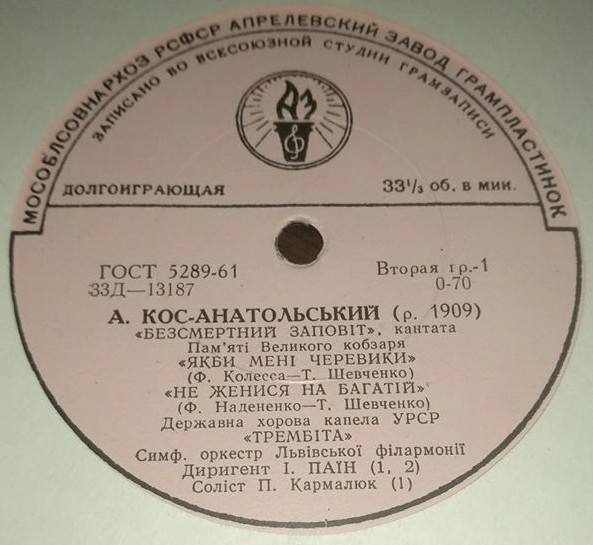 МОСОБЛСОВНАРХОЗ РСФСР АПРЕЛЕВСКИЙ ЗАВОД ГРАМПЛАСТИНОК
ЗАПИСАНО ВО ВСЕСОЮЗНОЙ СТУДИИ ГРАМЗАПИСИ
АЗ
ДОЛГОИГРАЮЩАЯ 33⅓ об. в мин.
ГОСТ 5289-61 Вторая гр.-1
33Д—13187 0-70
А. КОС-АНАТОЛЬСЬКИЙ (р. 1909)
«БЕЗСМЕРТНИЙ ЗАПОВІТ», кантата
Пам'яті Великого кобзаря
«ЯКБИ МЕНІ ЧЕРЕВИКИ»
(Ф. Колесса—Т. Шевченко)
«НЕ ЖЕНИСЯ НА БАГАТІЙ»
(Ф. Надененко—Т. Шевченко)
Державна хорова капела УРСР
«ТРЕМБІТА»
Симф. оркестр Львівської філармонії
Диригент І. ПАЇН (1, 2)
Соліст П. Кармалюк (1)